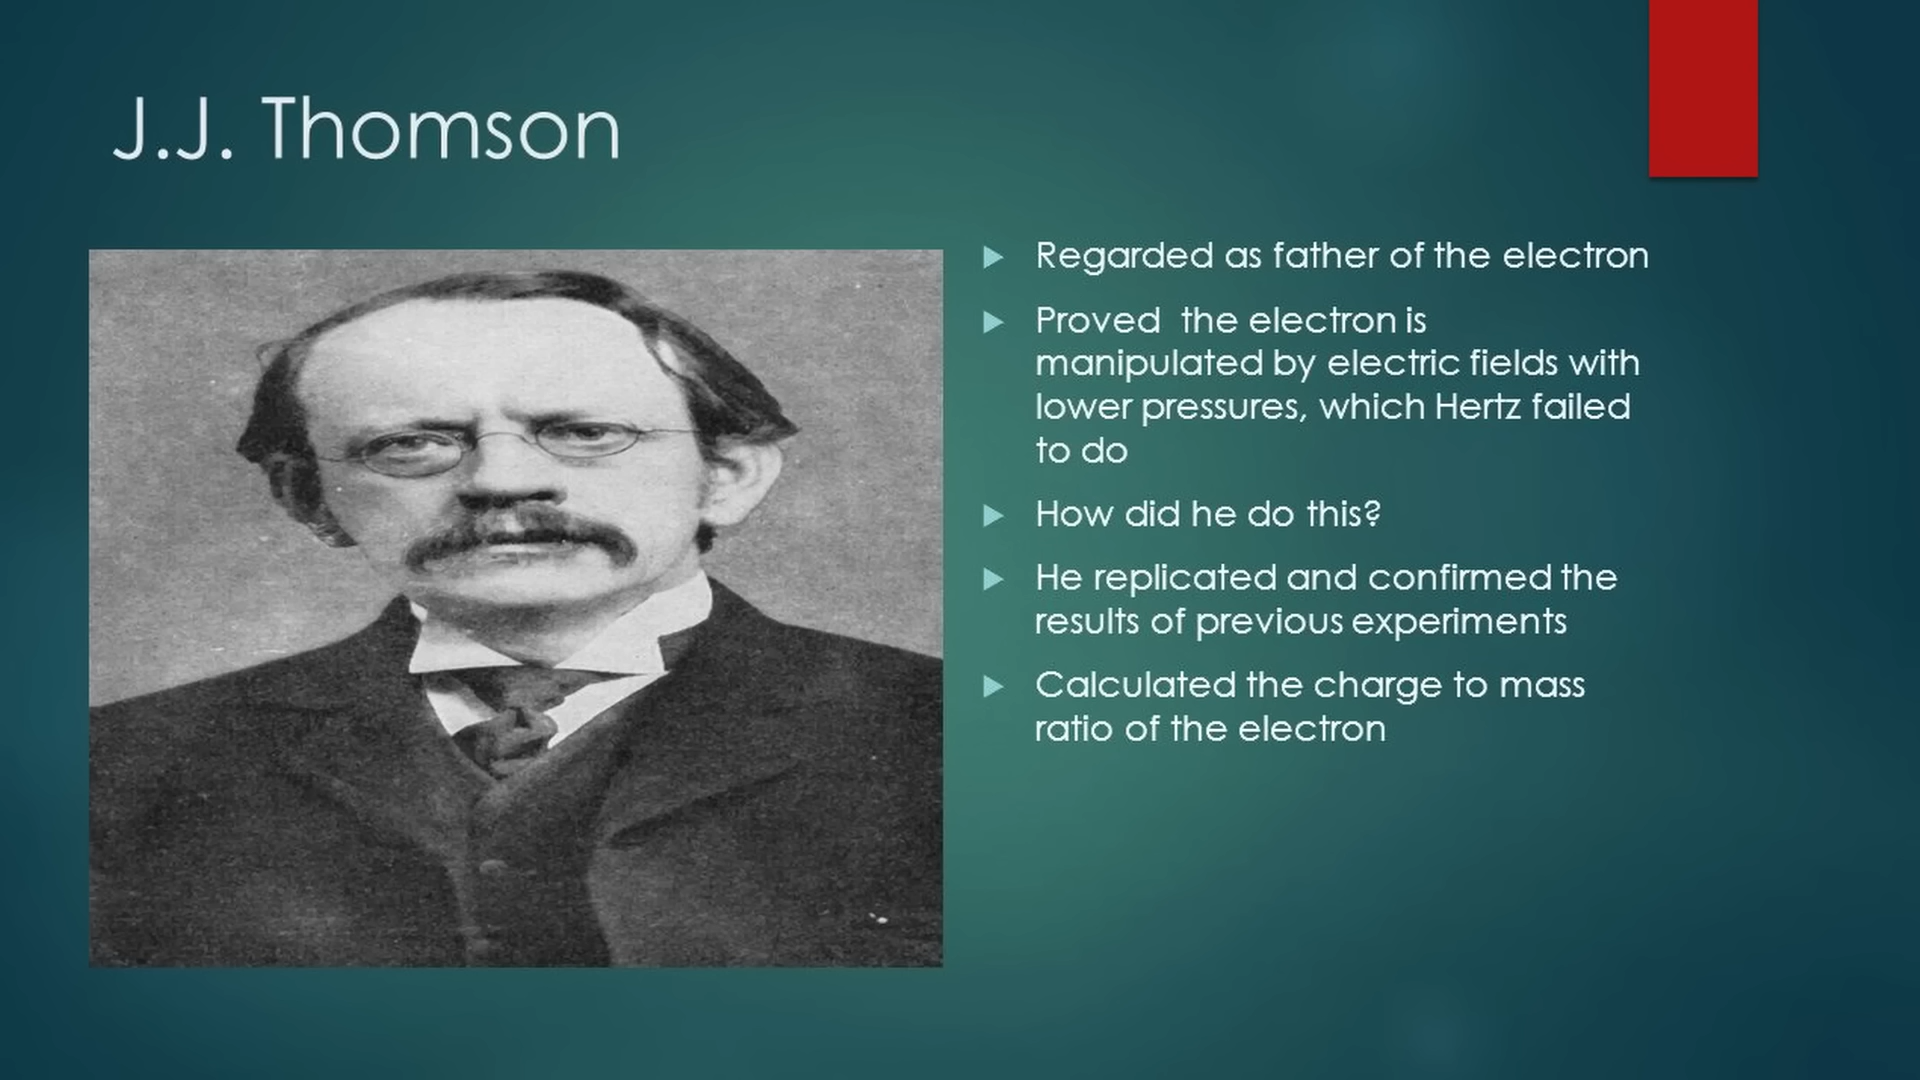 J.J. Thomson
Regarded as father of the electron
Proved  the electron is
manipulated by electric fields with
lower pressures, which Hertz failed
to do
How did he do this?
He replicated and confirmed the
results of previous experiments
Calculated the charge to mass
ratio of the electron